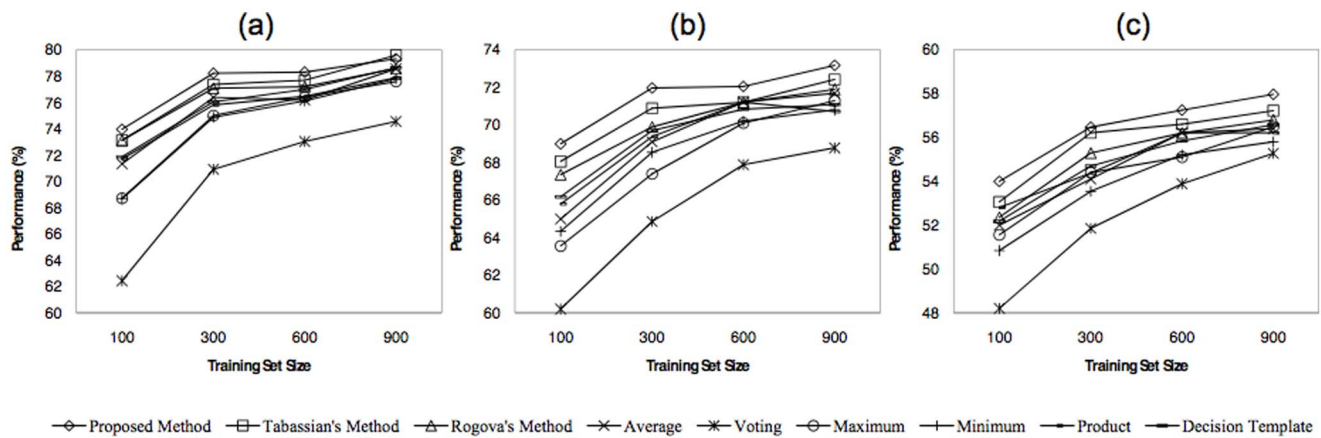 (a) (b) (c)
80 74 60
78 72 58
76 70 56
74 68 54
72 66 52
70 64 50
68 62 48
66 60
64
62
60
Performance (%) Performance (%) Performance (%)
100 300 600 900 100 300 600 900 100 300 600 900
Training Set Size Training Set Size Training Set Size
Proposed Method Tabassian's Method Rogova's Method Average Voting Maximum Minimum Product Decision Template